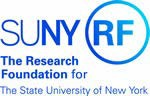 SUNY RF
The Research
Foundation for
The State University of New York